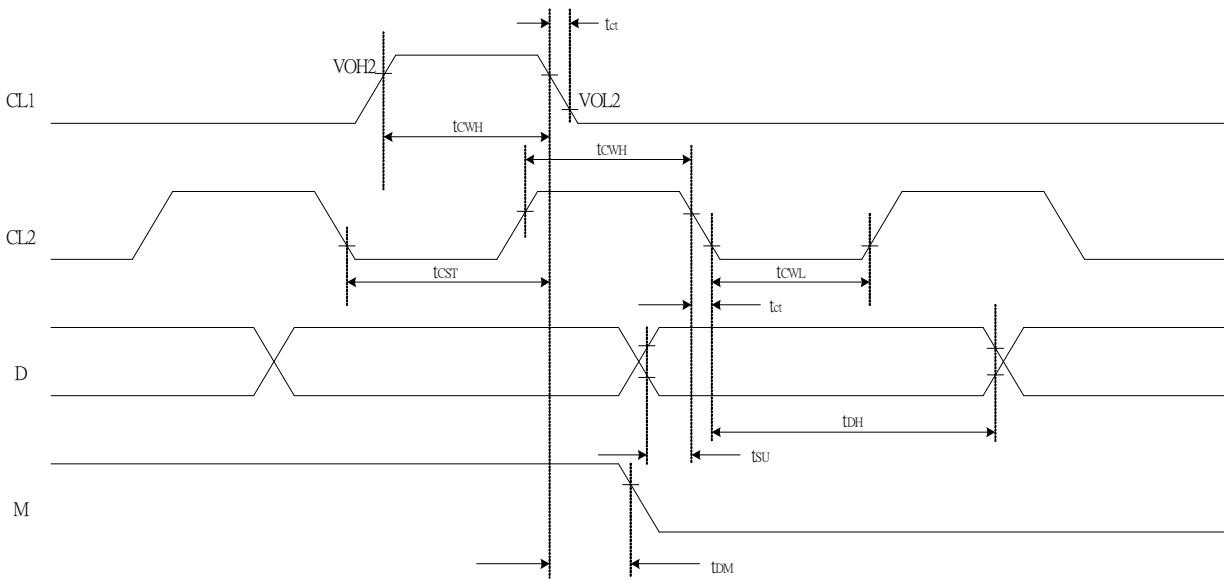 tct
VOH2
CL1
VOL2
tCWH
tCWH
CL2
tCST
tCWL
tct
D
tDH
tSU
M
tDM